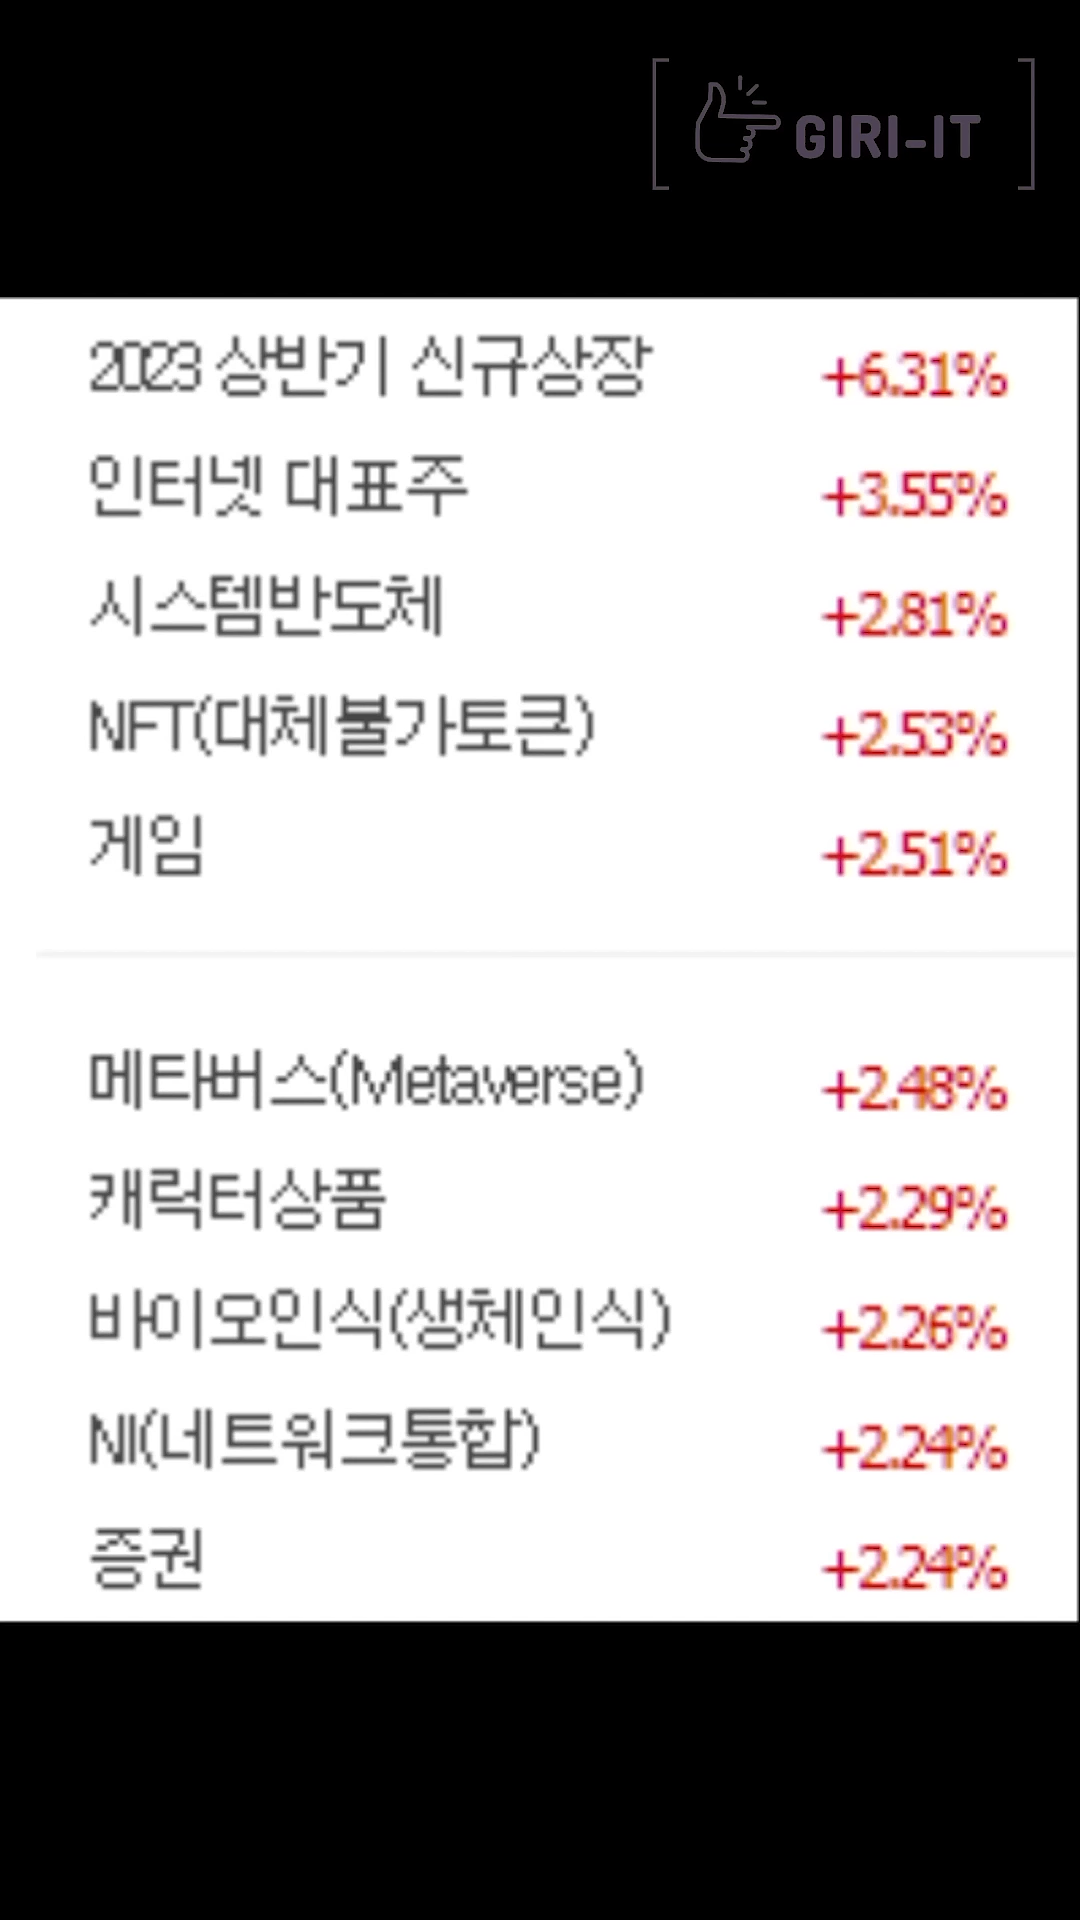 GIRI-IT
2023 상반기 신규상장 +6.31%
인터넷 대표주 +3.55%
시스템반도체 +2.81%
NFT(대체불가토큰) +2.53%
게임 +2.51%
메타버스(Metaverse) +2.48%
캐릭터상품 +2.29%
바이오인식(생체인식) +2.26%
NI(네트워크통합) +2.24%
증권 +2.24%